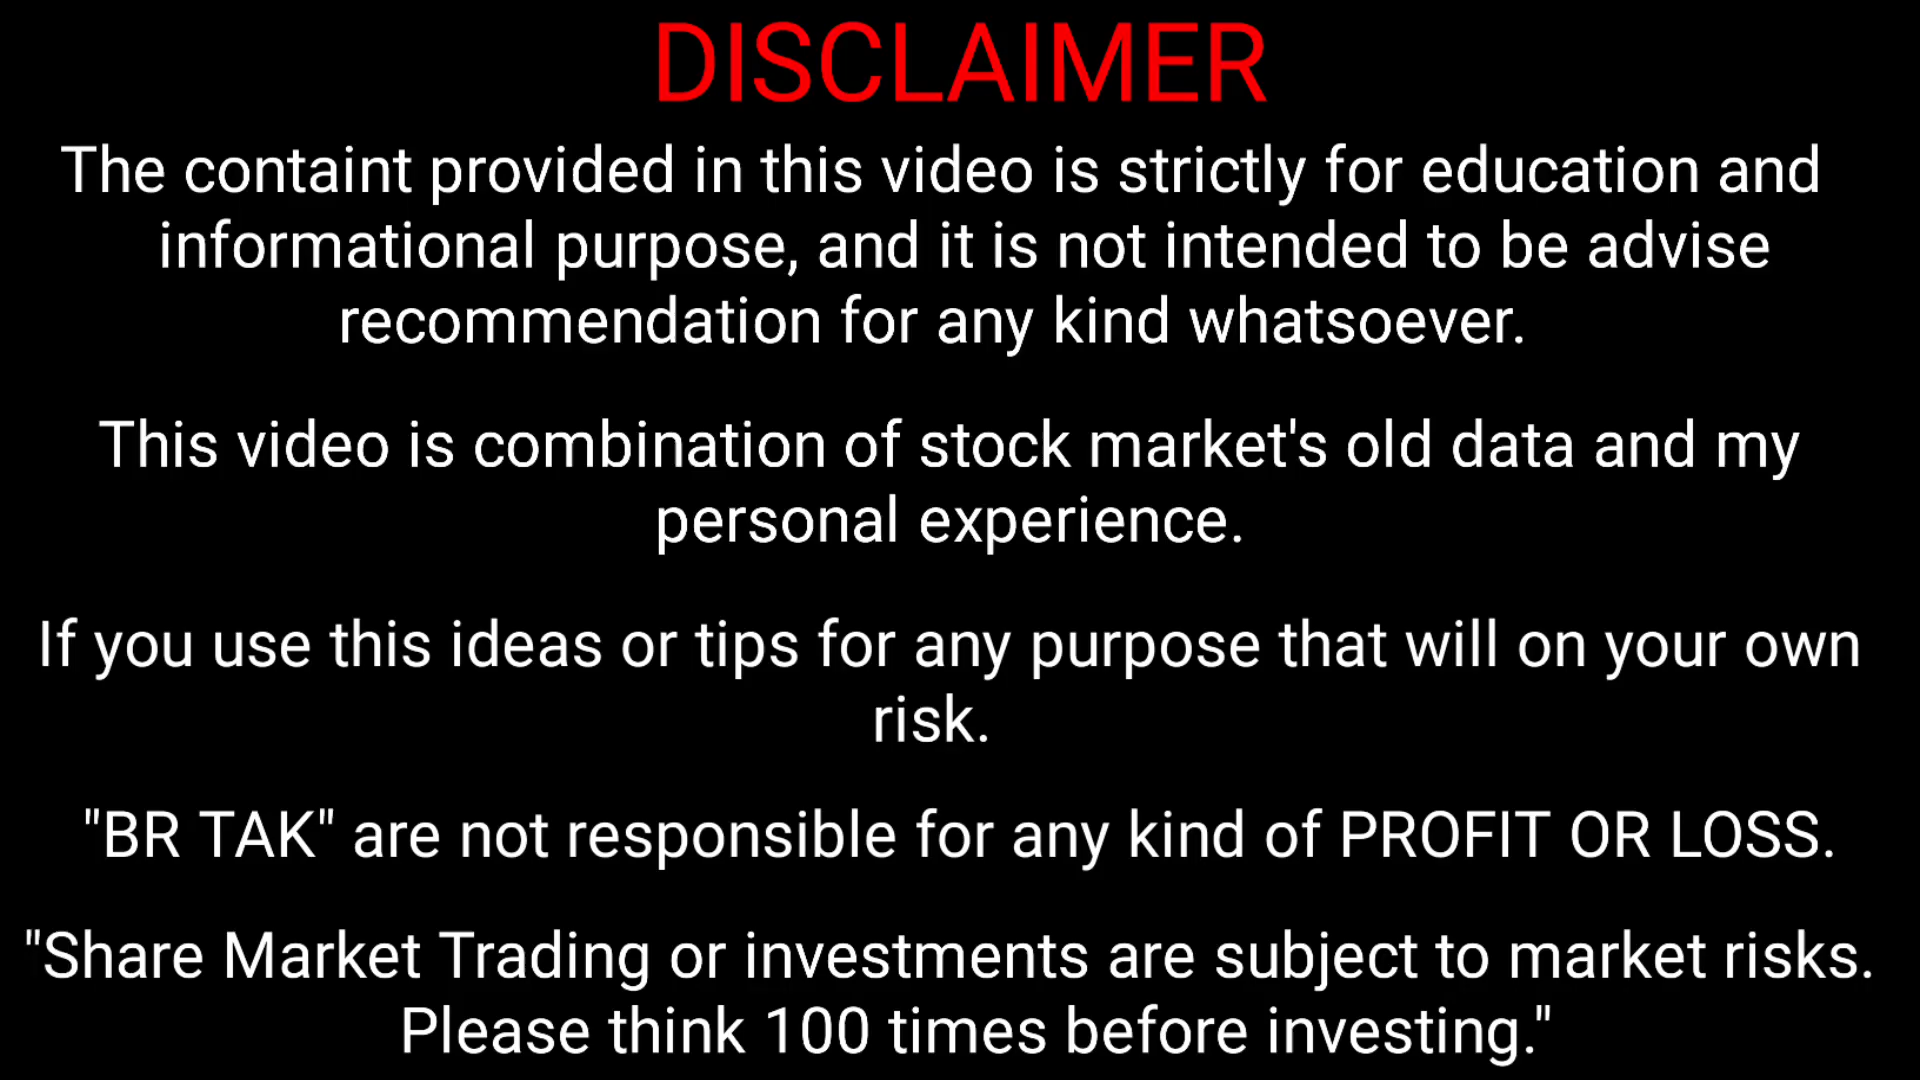 DISCLAIMER
The containt provided in this video is strictly for education and
informational purpose, and it is not intended to be advise
recommendation for any kind whatsoever.
This video is combination of stock market's old data and my
personal experience.
If you use this ideas or tips for any purpose that will on your own
risk.
"BR TAK" are not responsible for any kind of PROFIT OR LOSS.
"Share Market Trading or investments are subject to market risks.
Please think 100 times before investing."